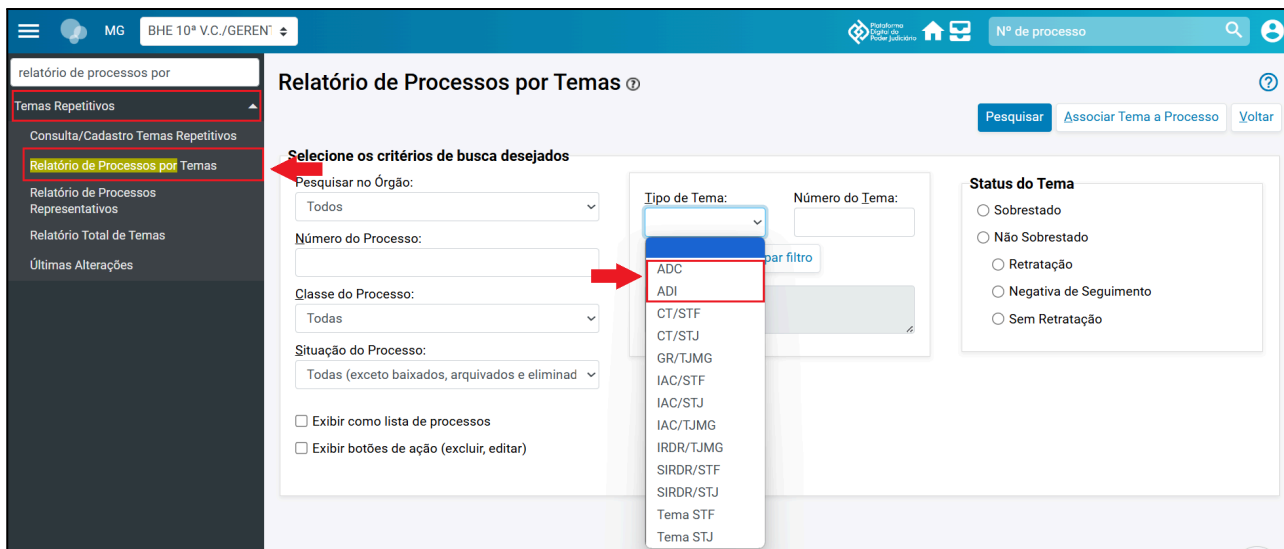 MG
BHE 10ª V.C./GERENT
Plataforma
Digital do
Poder Judiciário
Nº de processo
relatório de processos por
Temas Repetitivos
Consulta/Cadastro Temas Repetitivos
Relatório de Processos por Temas
Relatório de Processos
Representativos
Relatório Total de Temas
Últimas Alterações
Relatório de Processos por Temas
Pesquisar
Associar Tema a Processo
Voltar
Selecione os critérios de busca desejados
Pesquisar no Órgão:
Todos
Número do Processo:
Classe do Processo:
Todas
Situação do Processo:
Todas (exceto baixados, arquivados e eliminad
Exibir como lista de processos
Exibir botões de ação (excluir, editar)
Tipo de Tema:
Número do Tema:
par filtro
ADC
ADI
CT/STF
CT/STJ
GR/TJMG
IAC/STF
IAC/STJ
IAC/TJMG
IRDR/TJMG
SIRDR/STF
SIRDR/STJ
Tema STF
Tema STJ
Status do Tema
Sobrestado
Não Sobrestado
Retratação
Negativa de Seguimento
Sem Retratação